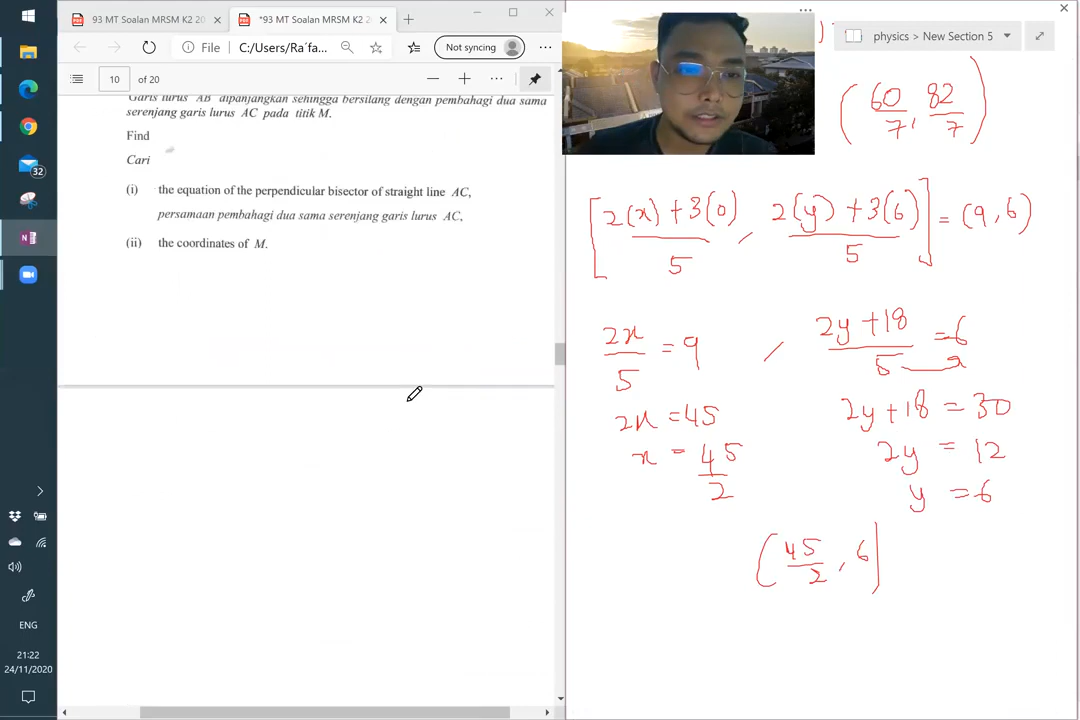 93 MT Soalan MRSM K2 20
*93 MT Soalan MRSM K2 20
File
C:/Users/Ra´fa...
Not syncing
10 of 20
Garis lurus AB dipanjangkan sehingga bersilang dengan pembahagi dua sama
serenjang garis lurus AC pada titik M.
Find
Cari
(i) the equation of the perpendicular bisector of straight line AC,
persamaan pembahagi dua sama serenjang garis lurus AC,
(ii) the coordinates of M.
32
ENG
21:22
24/11/2020
physics > New Section 5
(60/7, 82/7)
[2(x)+3(0)/5, 2(y)+3(6)/5] = (9,6)
2x/5 = 9 , 2y+18/5 = 6
2x = 45 2y+18 = 30
x = 45/2 2y = 12
y = 6
(45/2, 6)